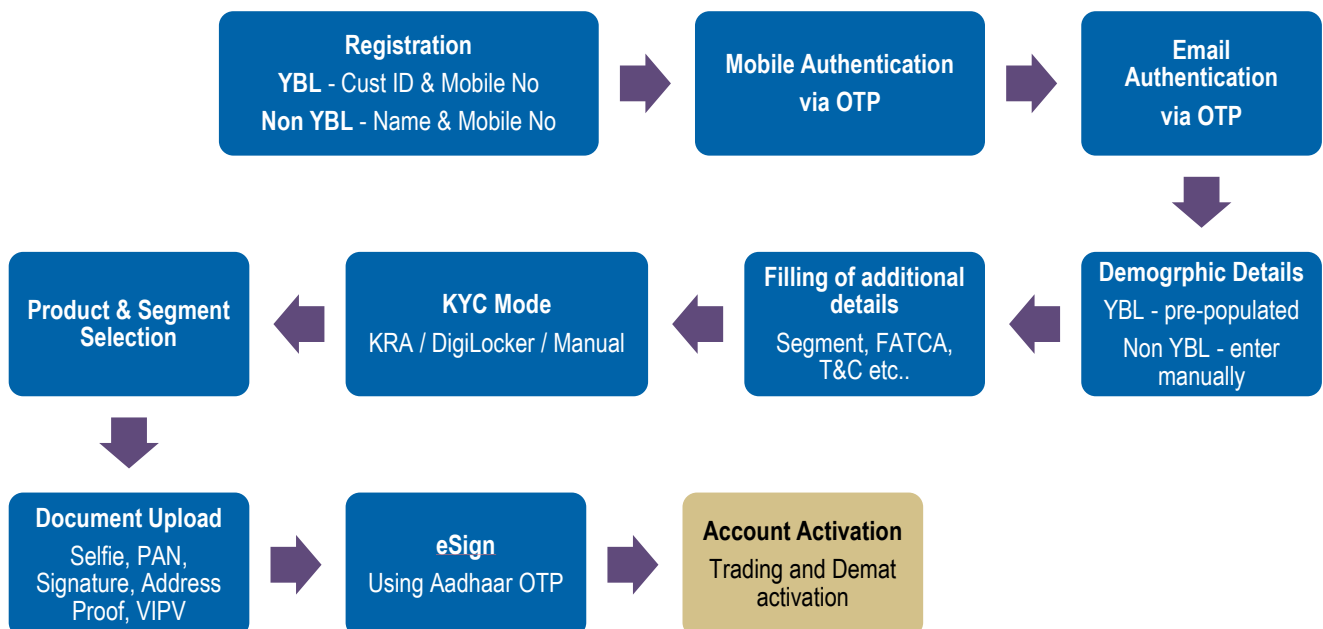 Registration
YBL - Cust ID & Mobile No
Non YBL - Name & Mobile No
Mobile Authentication
via OTP
Email
Authentication
via OTP
Demogrphic Details
YBL - pre-populated
Non YBL - enter
manually
Filling of additional
details
Segment, FATCA,
T&C etc..
KYC Mode
KRA / DigiLocker / Manual
Product & Segment
Selection
Document Upload
Selfie, PAN,
Signature, Address
Proof, VIPV
eSign
Using Aadhaar OTP
Account Activation
Trading and Demat
activation